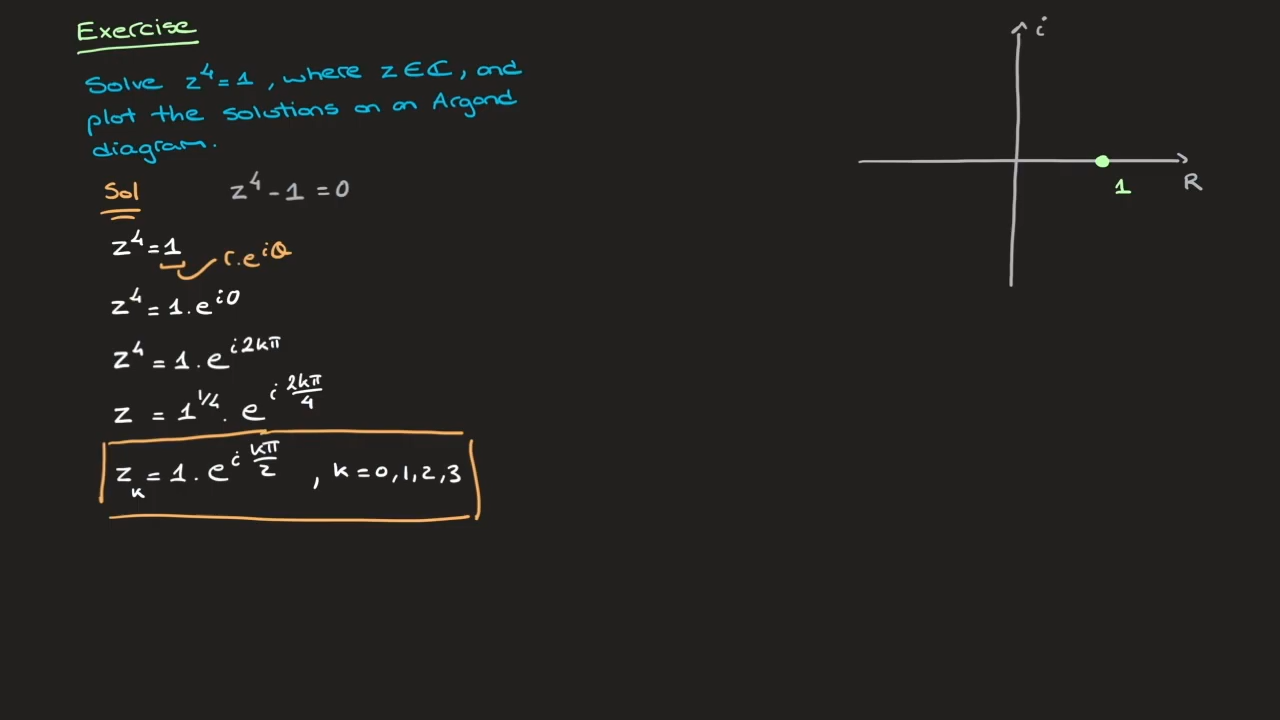 Exercise
Solve z⁴ = 1, where z ∈ ℂ, and
plot the solutions on an Argand
diagram.
Sol
z⁴ - 1 = 0
z⁴ = 1
r.e^{iθ}
z⁴ = 1. e^{i0}
z⁴ = 1. e^{i2kπ}
z = 1^{1/4}. e^{i 2kπ/4}
z_k = 1. e^{i kπ/2} , k = 0,1,2,3
i
1
R